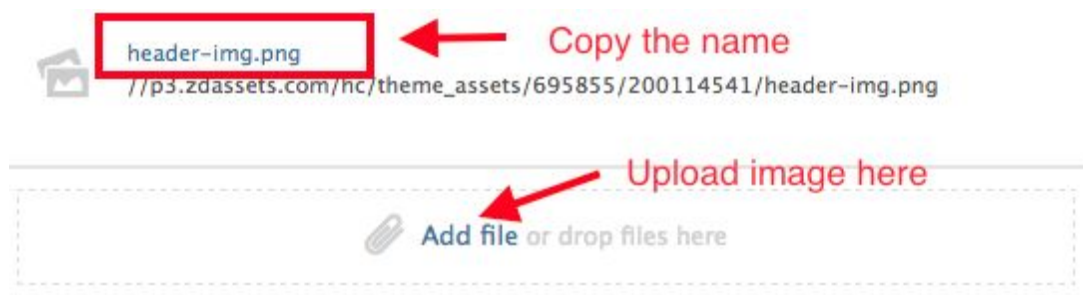 header-img.png
Copy the name
//p3.zdassets.com/hc/theme_assets/695855/200114541/header-img.png
Upload image here
Add file or drop files here